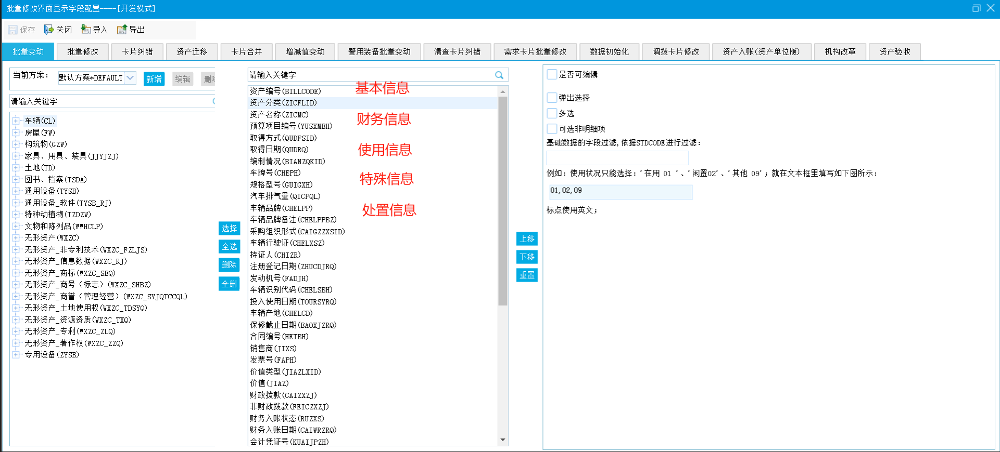 批量修改界面显示字段配置----[开发模式]
保存 关闭 导入 导出
批量变动 批量修改 卡片纠错 资产迁移 卡片合并 增减值变动 警用装备批量变动 清查卡片纠错 需求卡片批量修改 数据初始化 调拨卡片修改 资产入账(资产单位版) 机构改革 资产验收
当前方案: 默认方案*DEFAULT 新增 编辑
请输入关键字
车辆(CL)
房屋(FW)
构筑物(GZW)
家具、用具、装具(JJYJZJ)
土地(TD)
图书、档案(TSDA)
通用设备(TYSB)
通用设备_软件(TYSB_RJ)
特种动植物(TZDZW)
文物和陈列品(WWHCLP)
无形资产(WXZC)
无形资产_非专利技术(WXZC_FZLJS)
无形资产_信息数据(WXZC_RJ)
无形资产_商标(WXZC_SBQ)
无形资产_商号（标志）(WXZC_SHBZ)
无形资产_商誉（管理经营）(WXZC_SYJQTCCQL)
无形资产_土地使用权(WXZC_TDSYQ)
无形资产_资源资质(WXZC_TXQ)
无形资产_专利(WXZC_ZLQ)
无形资产_著作权(WXZC_ZZQ)
专用设备(ZYSB)
选择
全选
删除
全删
请输入关键字
资产编号(BILLCODE)
资产分类(ZICFLID)
资产名称(ZICMC)
预算项目编号(YUSXMBH)
取得方式(QUDFSID)
取得日期(QUDRQ)
编制情况(BIANZQKID)
车牌号(CHEPH)
规格型号(GUIGXH)
汽车排气量(QICPQL)
车辆品牌(CHELPP)
车辆品牌备注(CHELPPBZ)
采购组织形式(CAIGZZXSID)
车辆行驶证(CHELXSZ)
持证人(CHIZR)
注册登记日期(ZHUCDJRQ)
发动机号(FADJH)
车辆识别代码(CHELSBH)
投入使用日期(TOURSYRQ)
车辆产地(CHELCD)
保修截止日期(BAOXJZRQ)
合同编号(HETBH)
销售商(JIXS)
发票号(FAPH)
价值类型(JIAZLXID)
价值(JIAZ)
财政拨款(CAIZXZJ)
非财政拨款(FEICZXZJ)
财务入账状态(RUZXS)
财务入账日期(CAIWRZRQ)
会计凭证号(KUAIJPZH)
基本信息
财务信息
使用信息
特殊信息
处置信息
上移
下移
重置
是否可编辑
弹出选择
多选
可选非明细项
基础数据的字段过滤,依据STDCODE进行过滤:
例如: 使用状况只能选择:'在用 01 '、'闲置02'、'其他 09'; 就在文本框里填写如下图所示:
01,02,09
标点使用英文;